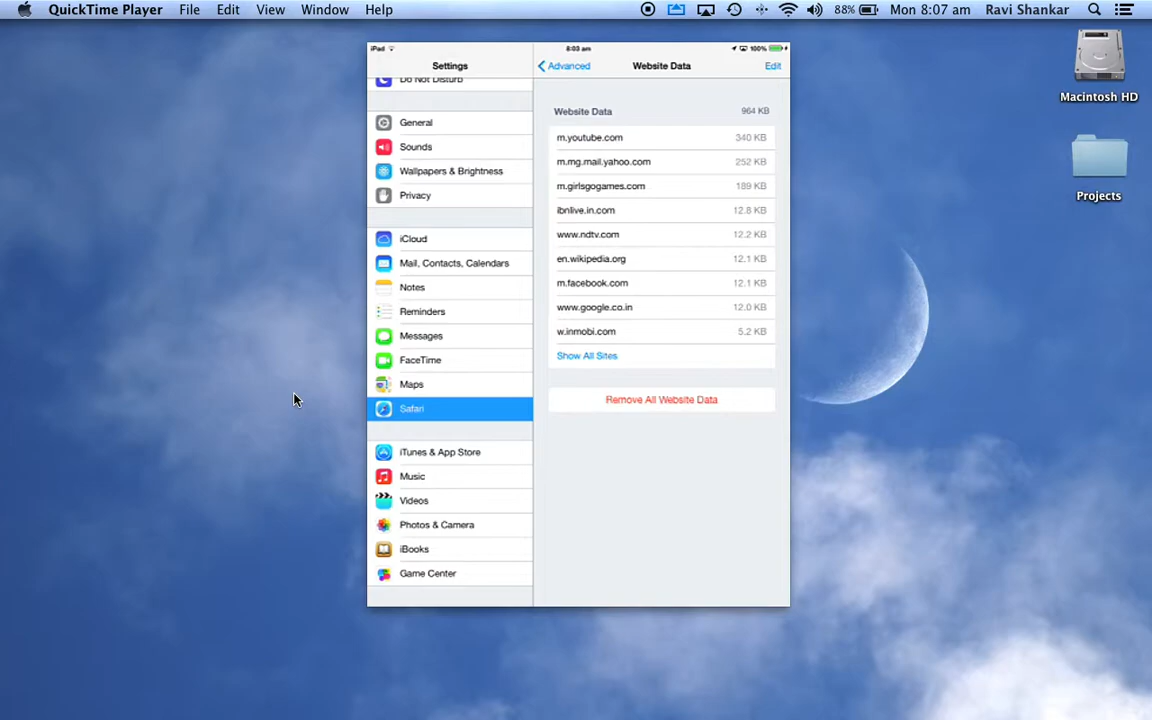 QuickTime Player File Edit View Window Help 88% Mon 8:07 am Ravi Shankar
Macintosh HD
Projects
iPad 8:03 am 100%
Settings
Do Not Disturb
General
Sounds
Wallpapers & Brightness
Privacy
iCloud
Mail, Contacts, Calendars
Notes
Reminders
Messages
FaceTime
Maps
Safari
iTunes & App Store
Music
Videos
Photos & Camera
iBooks
Game Center
Advanced Website Data Edit
Website Data 964 KB
m.youtube.com 340 KB
m.mg.mail.yahoo.com 252 KB
m.girlsgogames.com 189 KB
ibnlive.in.com 12.8 KB
www.ndtv.com 12.2 KB
en.wikipedia.org 12.1 KB
m.facebook.com 12.1 KB
www.google.co.in 12.0 KB
w.inmobi.com 5.2 KB
Show All Sites
Remove All Website Data